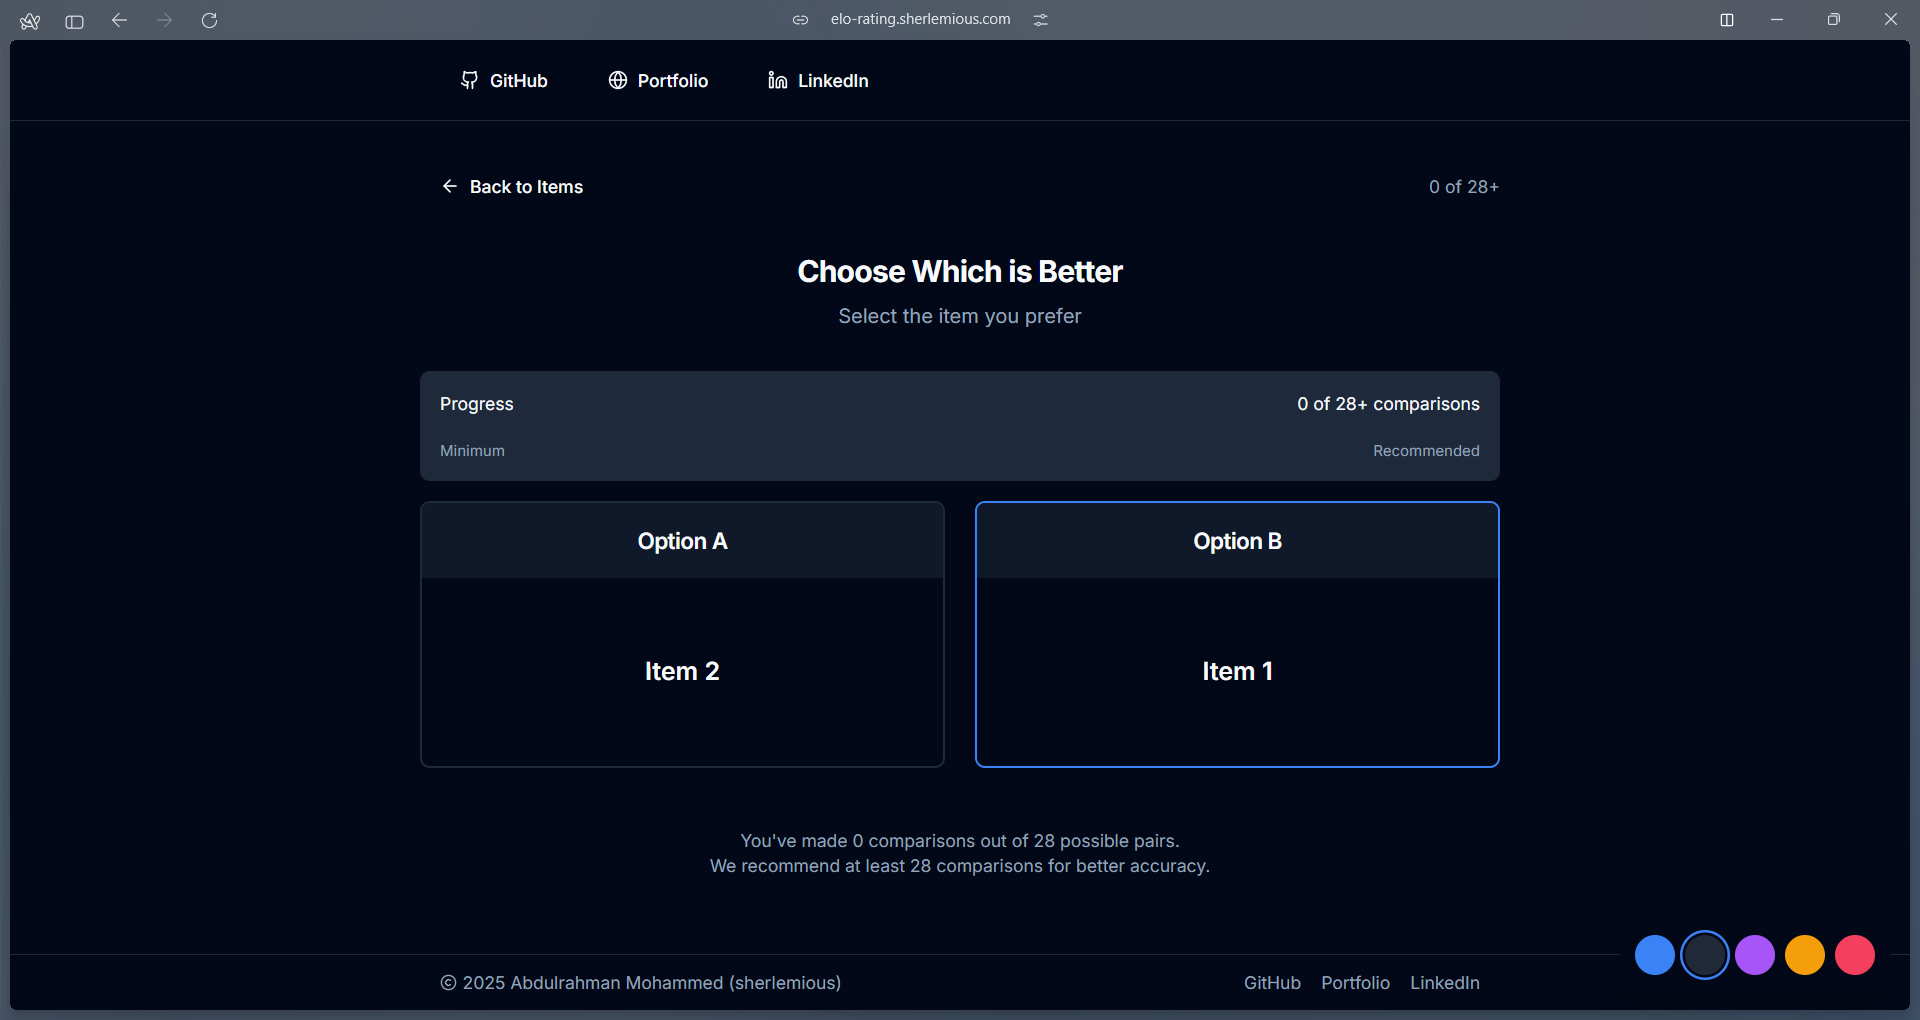 elo-rating.sherlemious.com
GitHub Portfolio LinkedIn
Back to Items 0 of 28+
Choose Which is Better
Select the item you prefer
Progress 0 of 28+ comparisons
Minimum Recommended
Option A Option B
Item 2 Item 1
You've made 0 comparisons out of 28 possible pairs.
We recommend at least 28 comparisons for better accuracy.
© 2025 Abdulrahman Mohammed (sherlemious) GitHub Portfolio LinkedIn